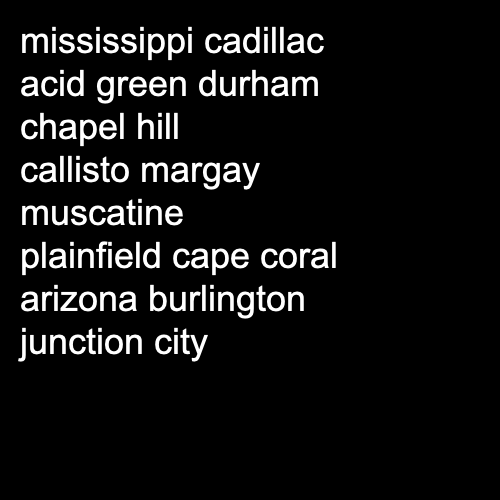 mississippi cadillac
acid green durham
chapel hill
callisto margay
muscatine
plainfield cape coral
arizona burlington
junction city